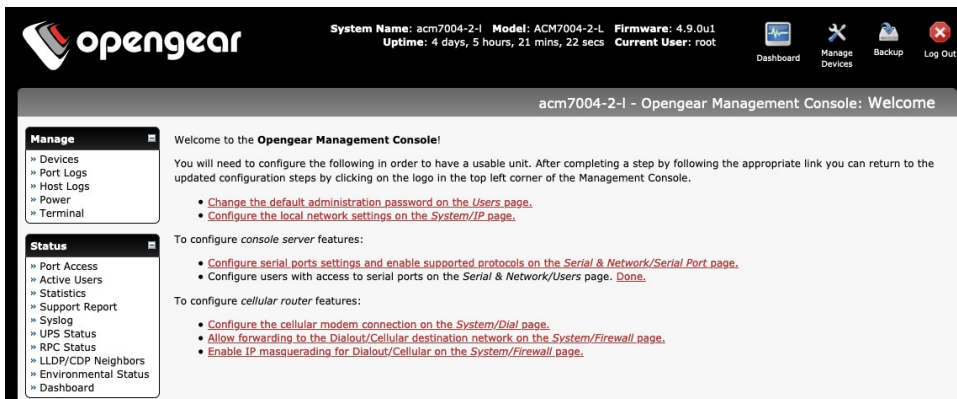 opengear
System Name: acm7004-2-l Model: ACM7004-2-L Firmware: 4.9.0u1
Uptime: 4 days, 5 hours, 21 mins, 22 secs Current User: root
Dashboard
Manage
Devices
Backup
Log Out
acm7004-2-l - Opengear Management Console: Welcome
Manage
» Devices
» Port Logs
» Host Logs
» Power
» Terminal
Status
» Port Access
» Active Users
» Statistics
» Support Report
» Syslog
» UPS Status
» RPC Status
» LLDP/CDP Neighbors
» Environmental Status
» Dashboard
Welcome to the Opengear Management Console!
You will need to configure the following in order to have a usable unit. After completing a step by following the appropriate link you can return to the
updated configuration steps by clicking on the logo in the top left corner of the Management Console.
• Change the default administration password on the Users page.
• Configure the local network settings on the System/IP page.
To configure console server features:
• Configure serial ports settings and enable supported protocols on the Serial & Network/Serial Port page.
• Configure users with access to serial ports on the Serial & Network/Users page. Done.
To configure cellular router features:
• Configure the cellular modem connection on the System/Dial page.
• Allow forwarding to the Dialout/Cellular destination network on the System/Firewall page.
• Enable IP masquerading for Dialout/Cellular on the System/Firewall page.